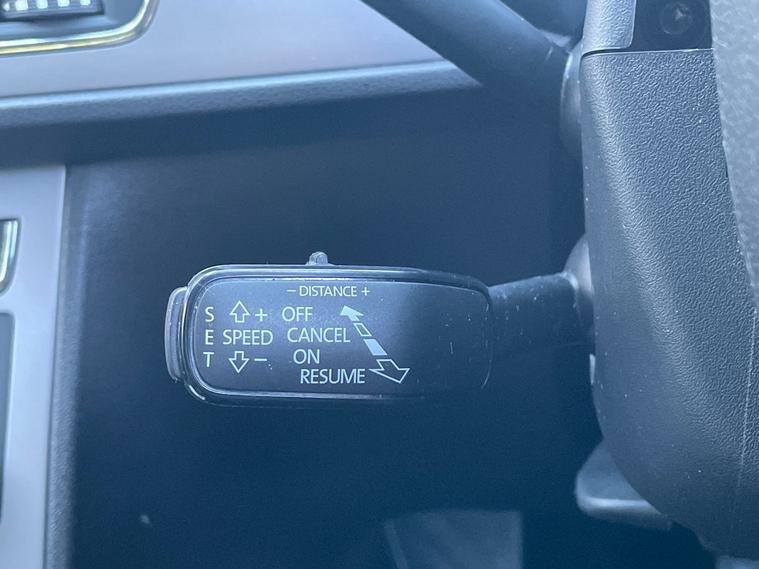 − DISTANCE +
S + OFF
E SPEED CANCEL
T − ON
RESUME